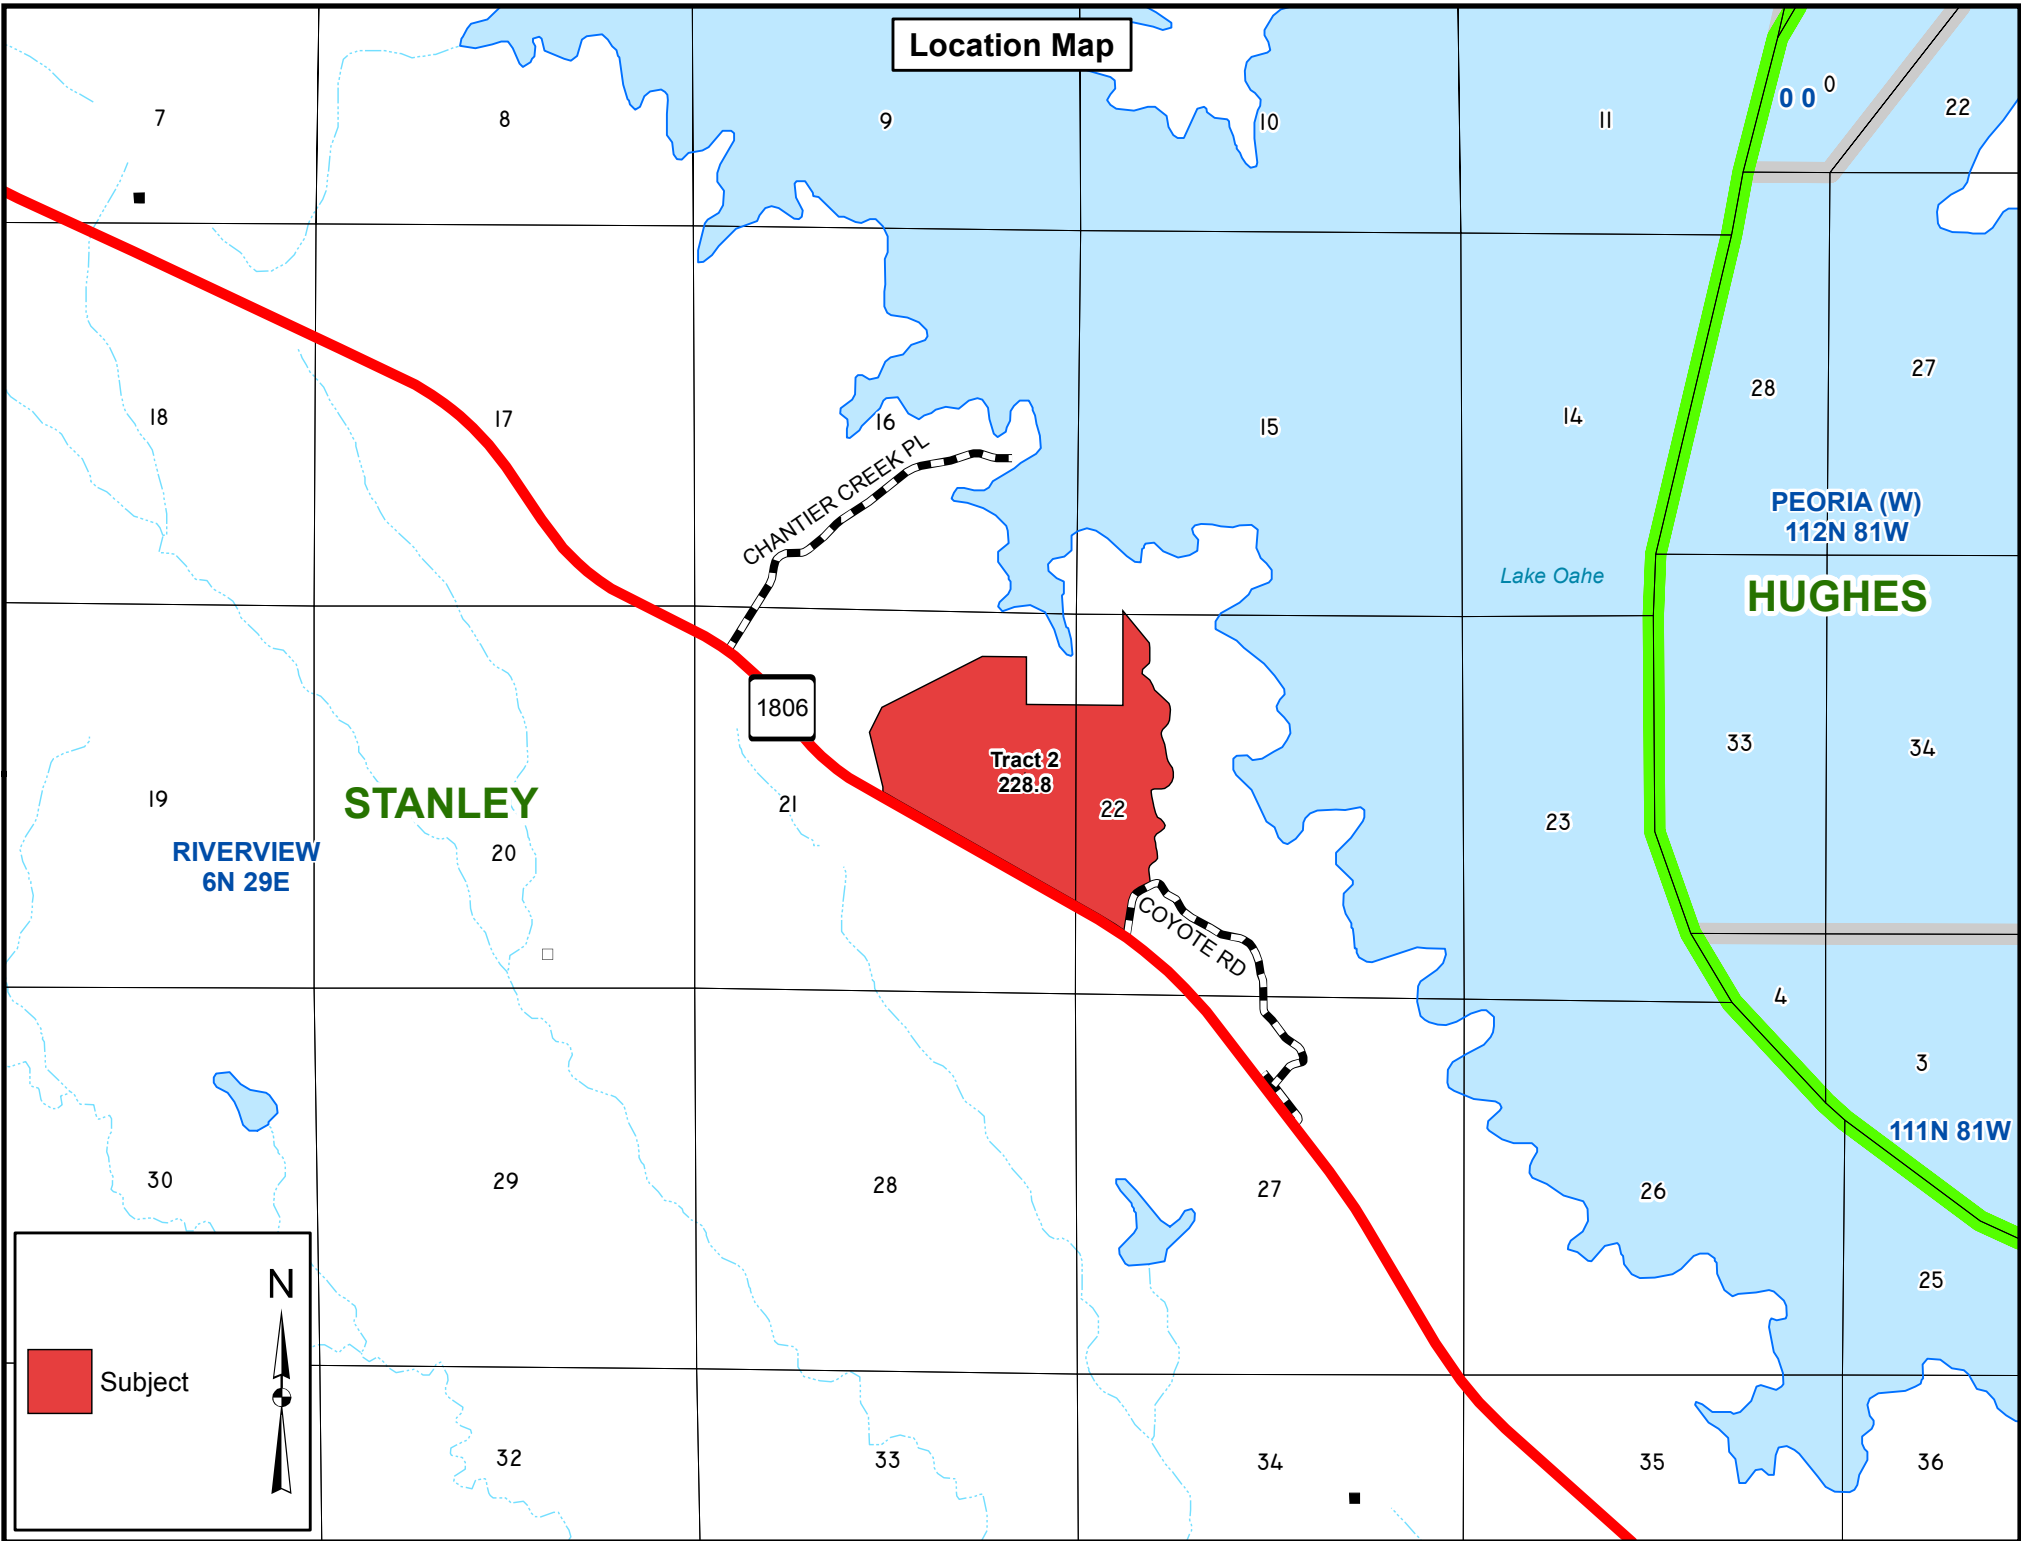 Location Map
7
8
9
10
11
0 0
0
22
18
17
16
15
14
28
27
CHANTIER CREEK PL
PEORIA (W)
112N 81W
Lake Oahe
HUGHES
1806
Tract 2
228.8
33
34
19
STANLEY
21
22
23
RIVERVIEW
6N 29E
20
COYOTE RD
4
3
111N 81W
30
29
28
27
26
25
N
Subject
32
33
34
35
36